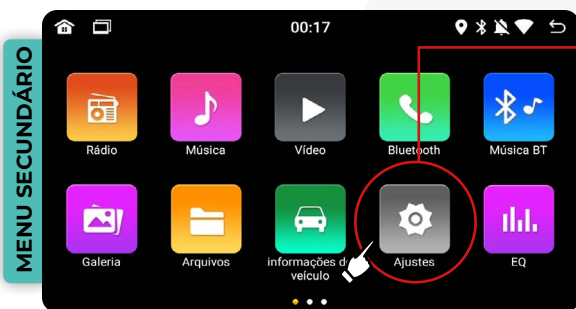 MENU SECUNDÁRIO
00:17
Rádio
Música
Vídeo
Bluetooth
Música BT
Galeria
Arquivos
informações do
veículo
Ajustes
EQ